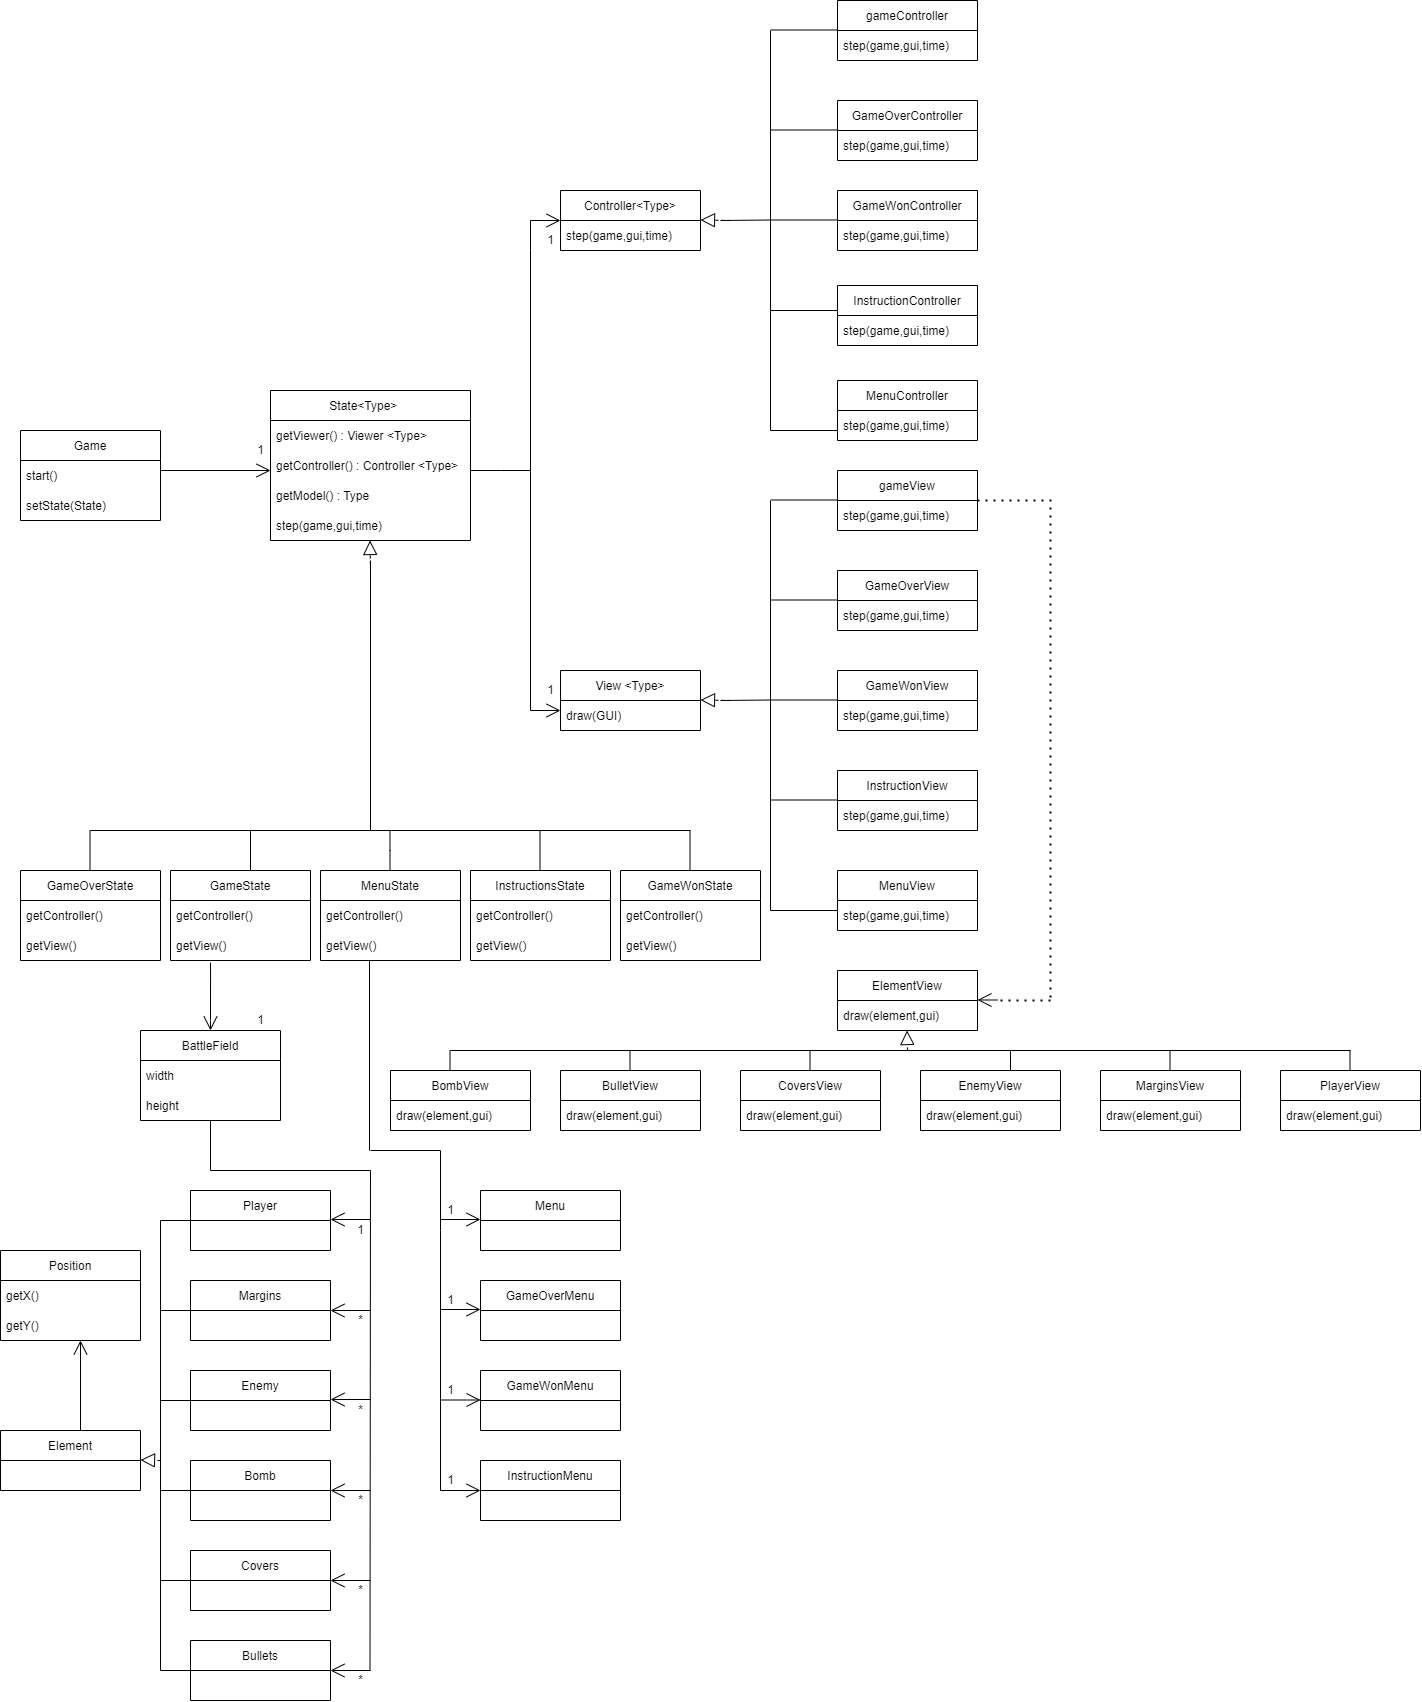 gameController
step(game,gui,time)
GameOverController
step(game,gui,time)
Controller<Type>
step(game,gui,time)
1
GameWonController
step(game,gui,time)
InstructionController
step(game,gui,time)
MenuController
step(game,gui,time)
Game
start()
setState(State)
1
State<Type>
getViewer() : Viewer <Type>
getController() : Controller <Type>
getModel() : Type
step(game,gui,time)
gameView
step(game,gui,time)
GameOverView
step(game,gui,time)
1
View <Type>
draw(GUI)
GameWonView
step(game,gui,time)
InstructionView
step(game,gui,time)
MenuView
step(game,gui,time)
GameOverState
getController()
getView()
GameState
getController()
getView()
MenuState
getController()
getView()
InstructionsState
getController()
getView()
GameWonState
getController()
getView()
ElementView
draw(element,gui)
1
BattleField
width
height
BombView
draw(element,gui)
BulletView
draw(element,gui)
CoversView
draw(element,gui)
EnemyView
draw(element,gui)
MarginsView
draw(element,gui)
PlayerView
draw(element,gui)
Player
1
1
Menu
Position
getX()
getY()
Margins
*
1
GameOverMenu
Enemy
*
1
GameWonMenu
Element
Bomb
*
1
InstructionMenu
Covers
*
Bullets
*